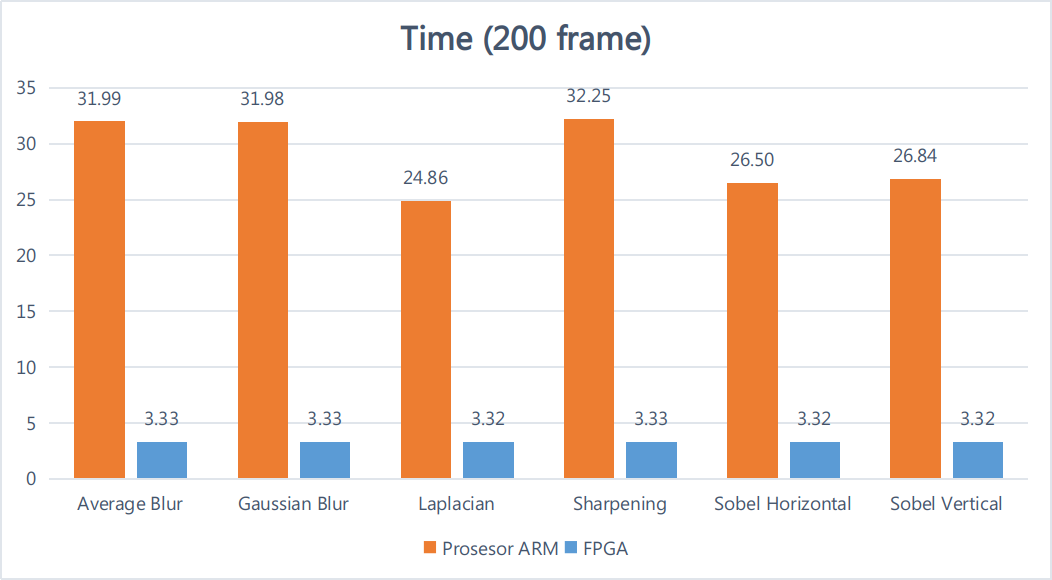 Time (200 frame)
35
30
25
20
15
10
5
0
31.99
3.33
31.98
3.33
24.86
3.32
32.25
3.33
26.50
3.32
26.84
3.32
Average Blur
Gaussian Blur
Laplacian
Sharpening
Sobel Horizontal
Sobel Vertical
Prosesor ARM
FPGA